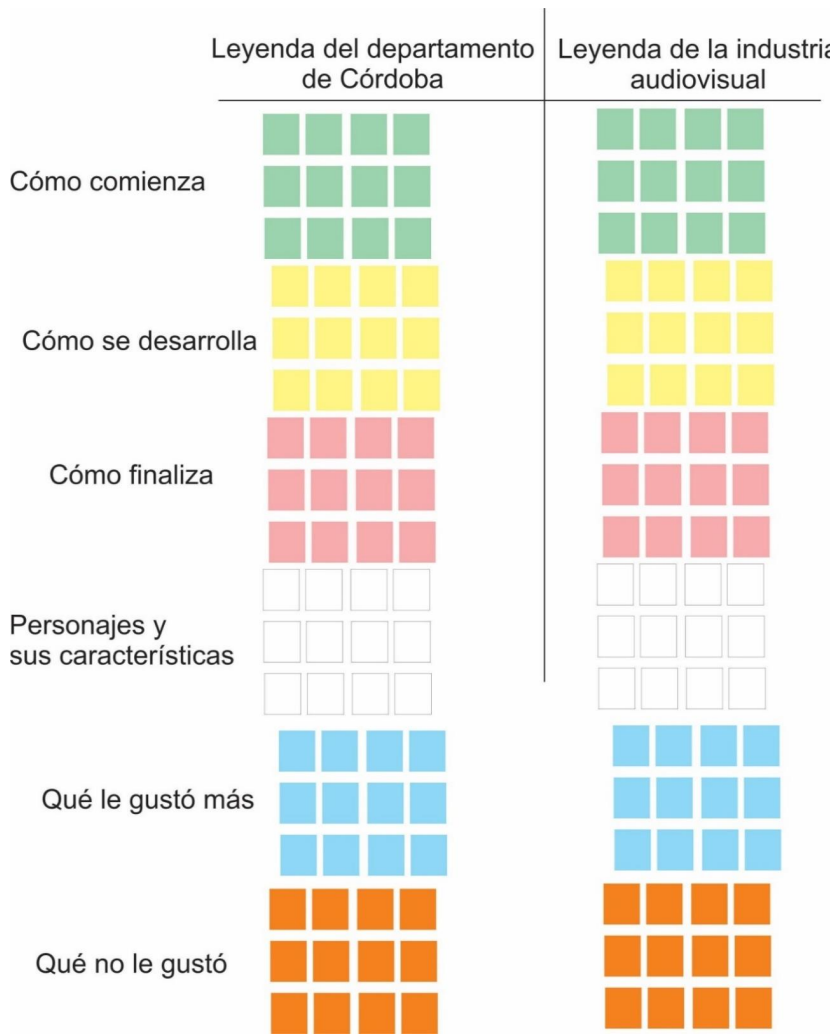 Leyenda del departamento
de Córdoba
Leyenda de la industria
audiovisual
Cómo comienza
Cómo se desarrolla
Cómo finaliza
Personajes y
sus características
Qué le gustó más
Qué no le gustó